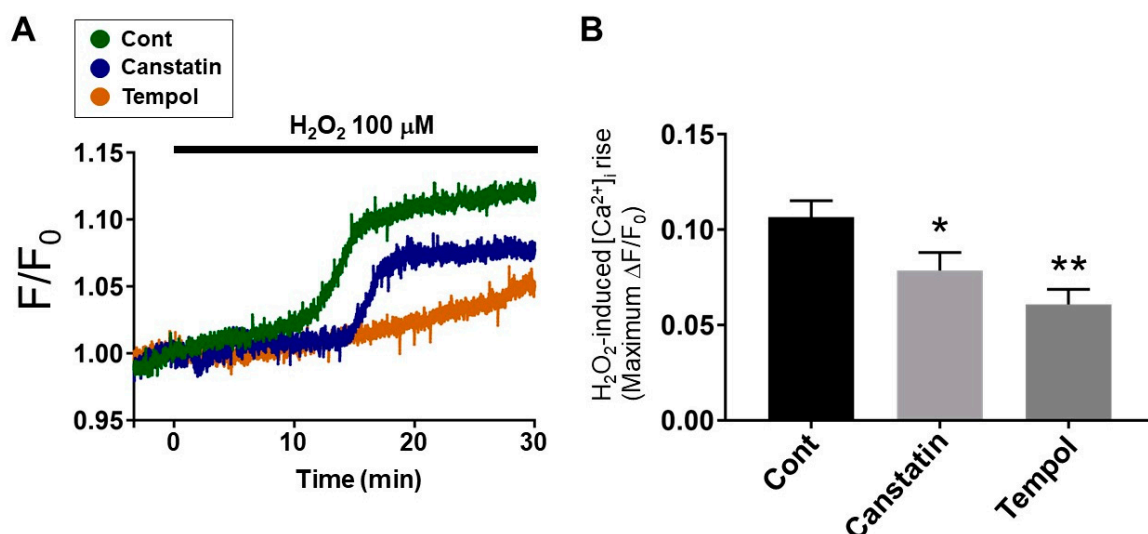 A
Cont
Canstatin
Tempol
H₂O₂ 100 μM
1.15
1.10
1.05
1.00
0.95
F/F₀
0
10
20
30
Time (min)
B
H₂O₂-induced [Ca²⁺]ᵢ rise
(Maximum ΔF/F₀)
0.15
0.10
0.05
0.00
*
**
Cont
Canstatin
Tempol